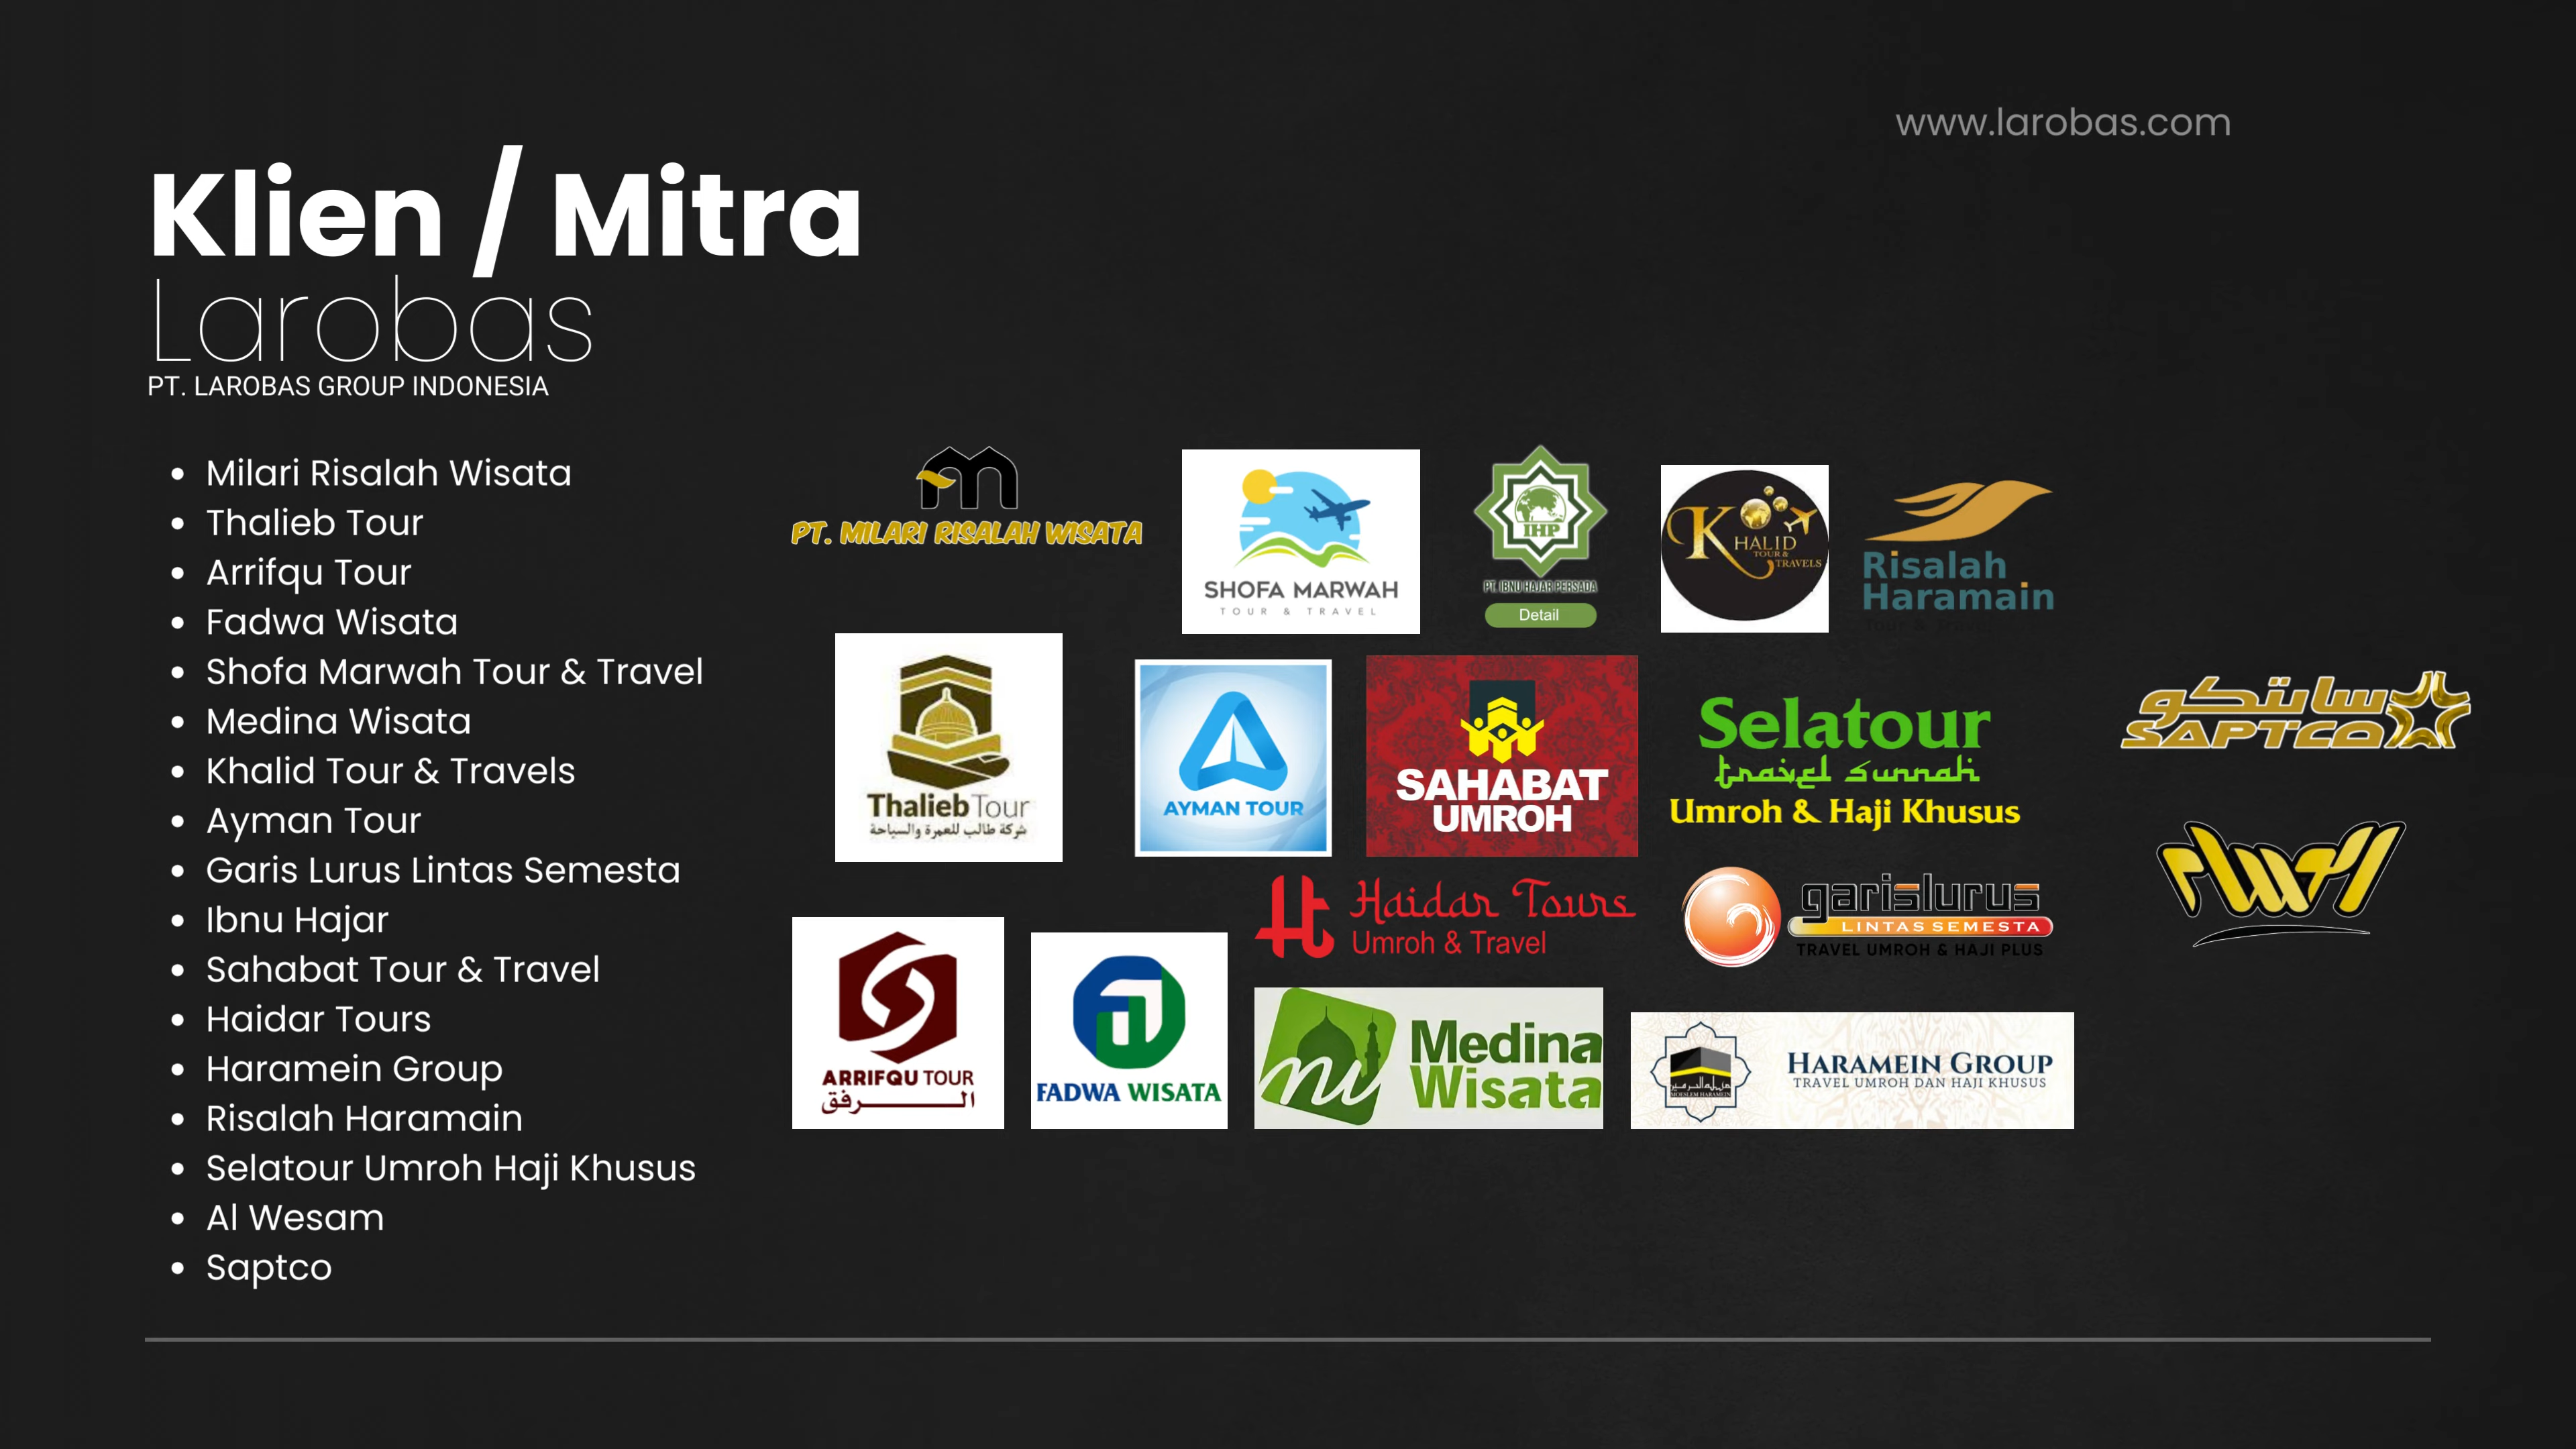 www.larobas.com
Klien / Mitra
Larobas
PT. LAROBAS GROUP INDONESIA
• Milari Risalah Wisata
• Thalieb Tour
• Arrifqu Tour
• Fadwa Wisata
• Shofa Marwah Tour & Travel
• Medina Wisata
• Khalid Tour & Travels
• Ayman Tour
• Garis Lurus Lintas Semesta
• Ibnu Hajar
• Sahabat Tour & Travel
• Haidar Tours
• Haramein Group
• Risalah Haramain
• Selatour Umroh Haji Khusus
• Al Wesam
• Saptco
PT. MILARI RISALAH WISATA
SHOFA MARWAH
TOUR & TRAVEL
IHP
PT. IBNU HAJAR PERSADA
Detail
KHALID
TOUR &
TRAVELS
Risalah
Haramain
Thalieb Tour
شركة طالب للعمرة والسياحة
AYMAN TOUR
SAHABAT
UMROH
Selatour
travel sunnah
Umroh & Haji Khusus
سابتكو
SAPTCO
Haidar Tours
Umroh & Travel
garislurus
LINTAS SEMESTA
TRAVEL UMROH & HAJI PLUS
ARRIFQU TOUR
الــرفق
FADWA WISATA
Medina
Wisata
HARAMEIN GROUP
TRAVEL UMROH DAN HAJI KHUSUS